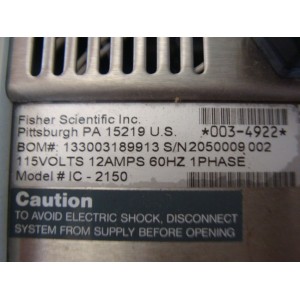 Fisher Scientific Inc.
Pittsburgh PA 15219 U.S. *003-4922*
BOM#: 133003189913 S/N 2050009 002
115VOLTS 12AMPS 60HZ 1PHASE
Model # IC - 2150
Caution
TO AVOID ELECTRIC SHOCK, DISCONNECT
SYSTEM FROM SUPPLY BEFORE OPENING